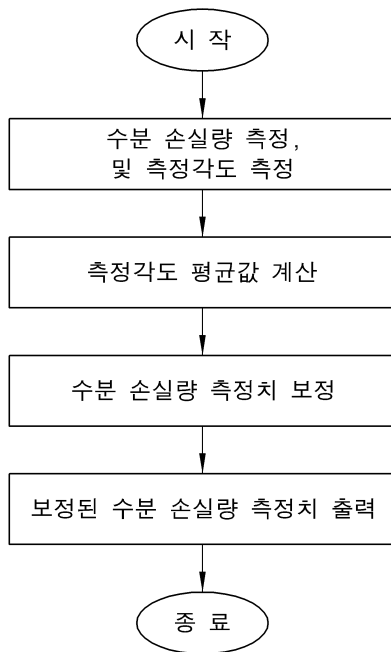 시 작
수분 손실량 측정,
및 측정각도 측정
측정각도 평균값 계산
수분 손실량 측정치 보정
보정된 수분 손실량 측정치 출력
종 료